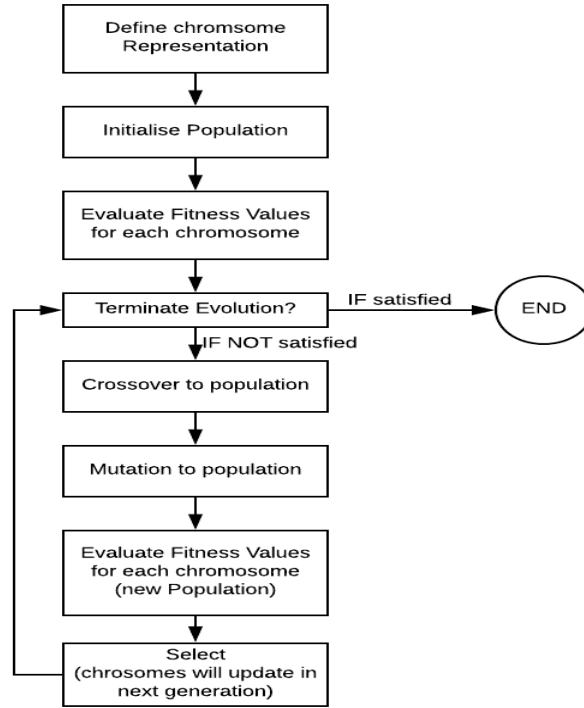 Define chromsome
Representation
Initialise Population
Evaluate Fitness Values
for each chromosome
Terminate Evolution?
IF satisfied
END
IF NOT satisfied
Crossover to population
Mutation to population
Evaluate Fitness Values
for each chromosome
(new Population)
Select
(chrosomes will update in
next generation)